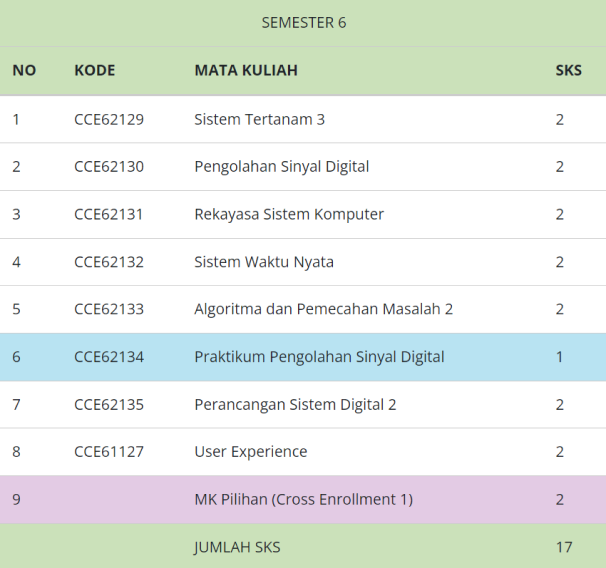 SEMESTER 6
NO KODE MATA KULIAH SKS
1 CCE62129 Sistem Tertanam 3 2
2 CCE62130 Pengolahan Sinyal Digital 2
3 CCE62131 Rekayasa Sistem Komputer 2
4 CCE62132 Sistem Waktu Nyata 2
5 CCE62133 Algoritma dan Pemecahan Masalah 2 2
6 CCE62134 Praktikum Pengolahan Sinyal Digital 1
7 CCE62135 Perancangan Sistem Digital 2 2
8 CCE61127 User Experience 2
9 MK Pilihan (Cross Enrollment 1) 2
JUMLAH SKS 17